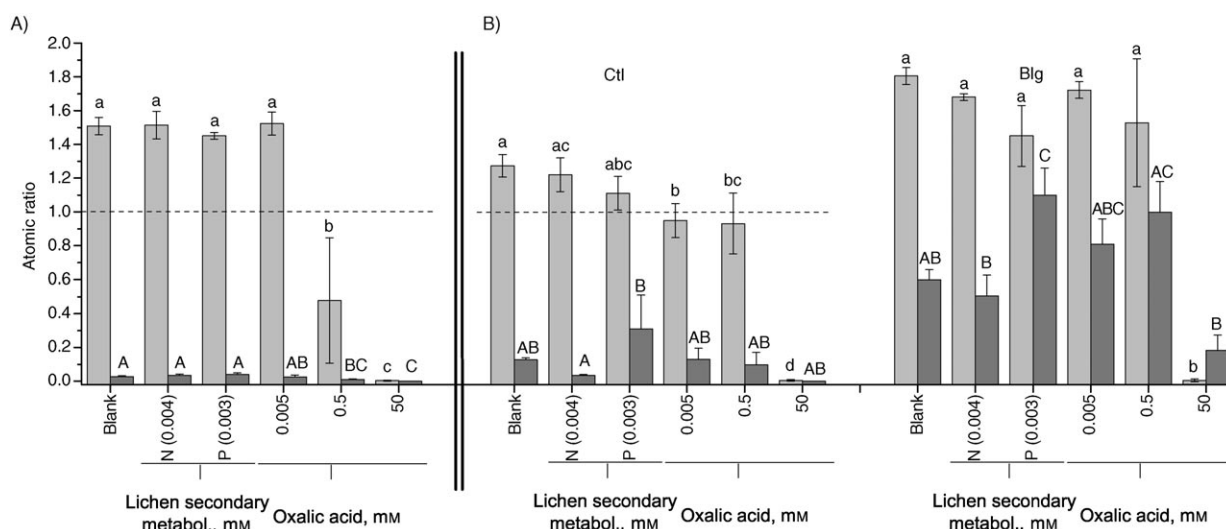 A)
B)
Atomic ratio
2.0
1.8
1.6
1.4
1.2
1.0
0.8
0.6
0.4
0.2
0.0
a
A
a
A
a
A
a
AB
b
BC
c
C
Blank
N (0.004)
P (0.003)
0.005
0.5
50
Lichen secondary
metabol., mM
Oxalic acid, mM
Ctl
a
AB
ac
A
abc
B
b
AB
bc
AB
d
AB
Blank
N (0.004)
P (0.003)
0.005
0.5
50
Lichen secondary
metabol., mM
Oxalic acid, mM
Blg
a
AB
a
B
a
C
a
ABC
a
AC
b
B
Blank
N (0.004)
P (0.003)
0.005
0.5
50
Lichen secondary
metabol., mM
Oxalic acid, mM